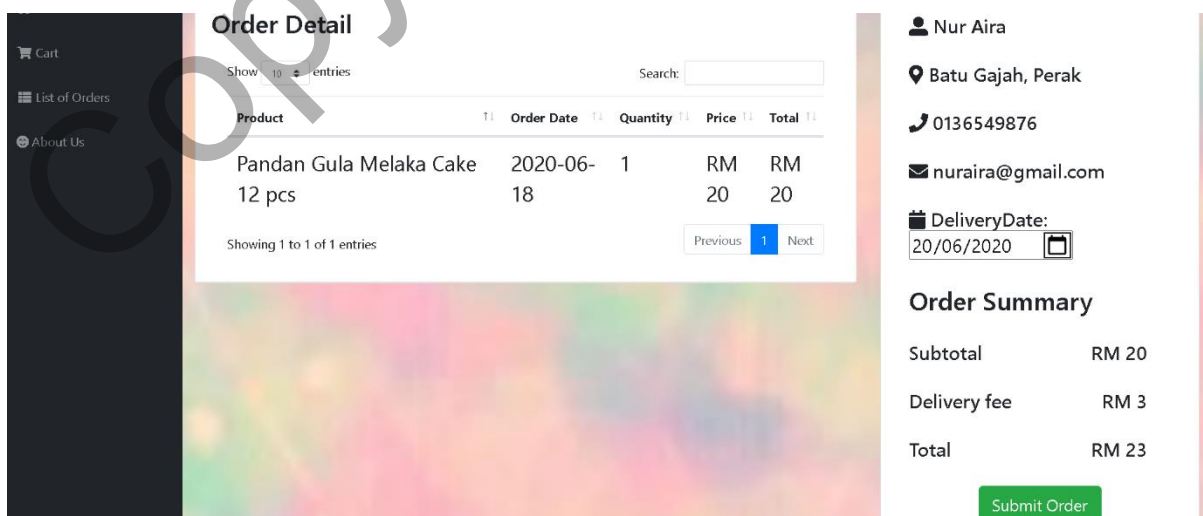 Cart
List of Orders
About Us
Order Detail
Show 10 entries
Search:
Product Order Date Quantity Price Total
Pandan Gula Melaka Cake 2020-06- 1 RM RM
12 pcs 18 20 20
Showing 1 to 1 of 1 entries
Previous 1 Next
Nur Aira
Batu Gajah, Perak
0136549876
nuraira@gmail.com
DeliveryDate:
20/06/2020
Order Summary
Subtotal RM 20
Delivery fee RM 3
Total RM 23
Submit Order
Copy